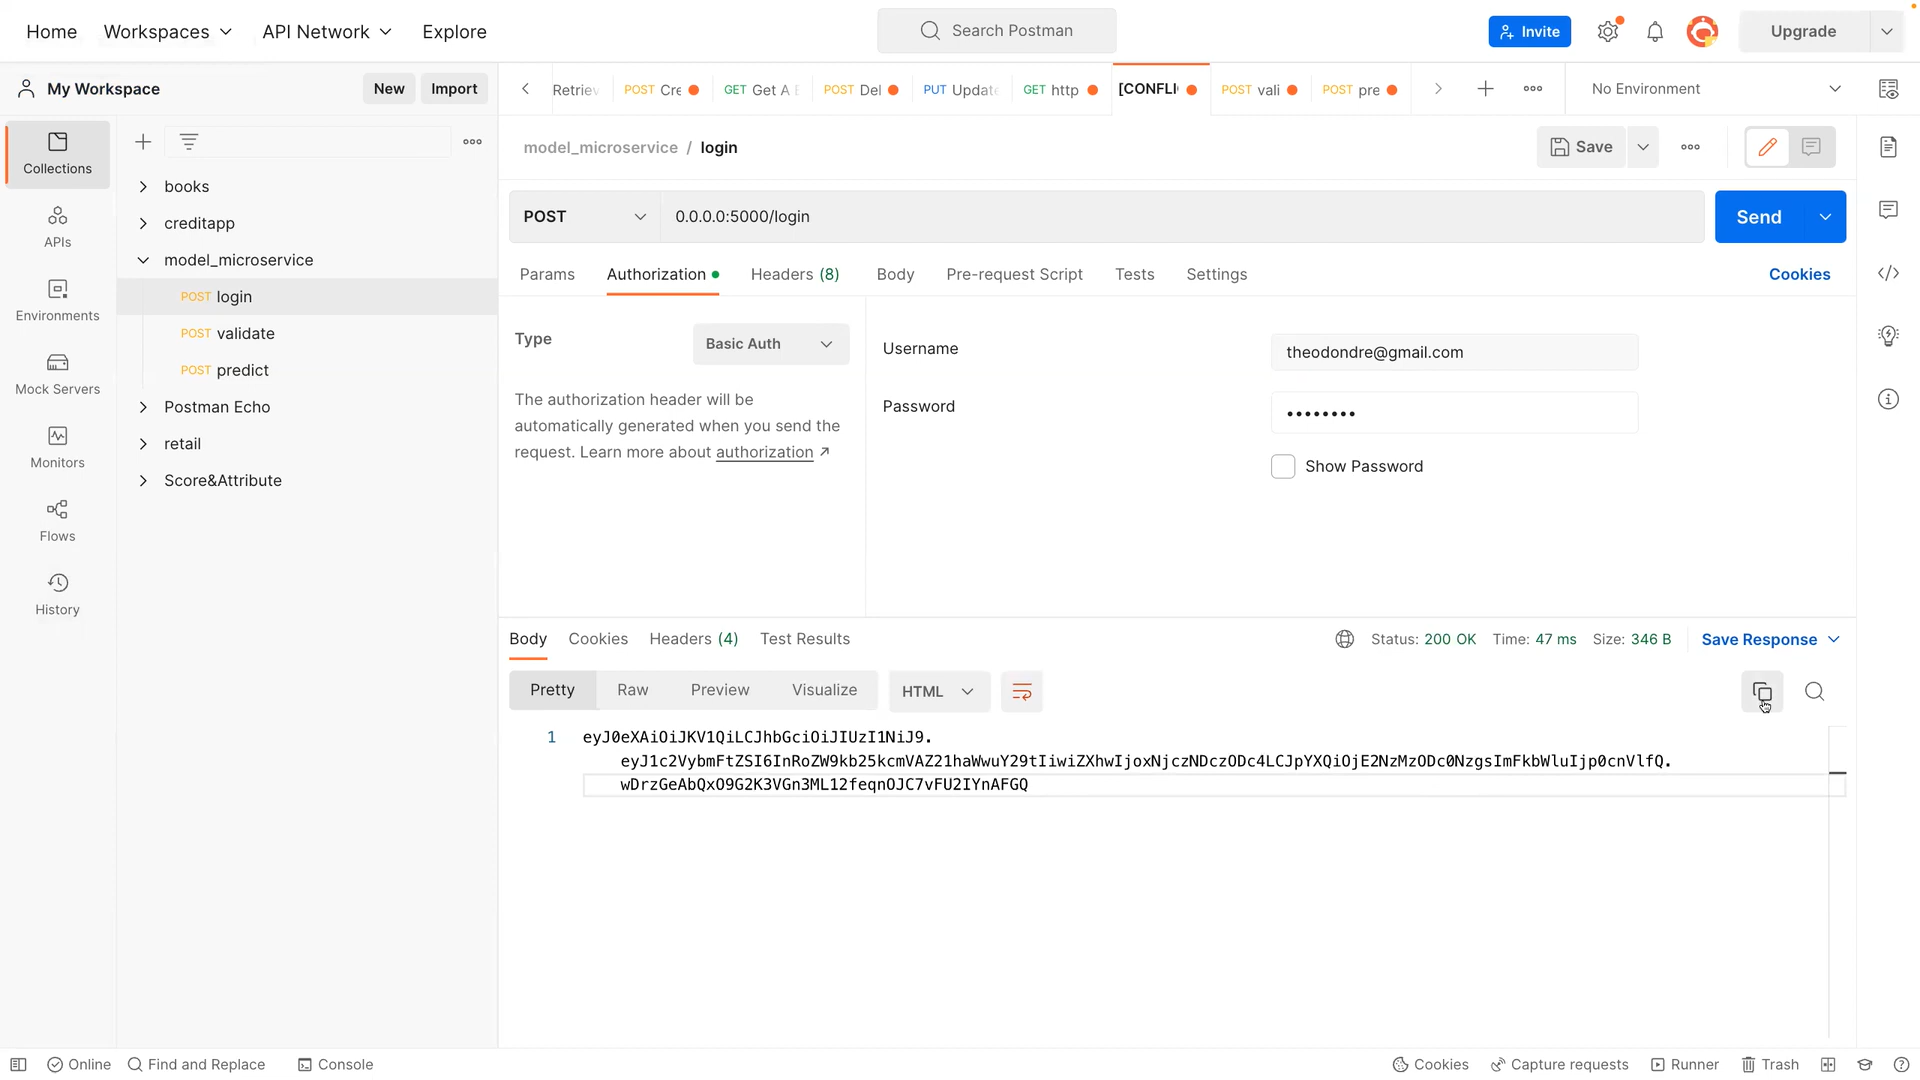 Home Workspaces API Network Explore Search Postman Invite Upgrade
My Workspace New Import Retriev POST Cre GET Get A POST Del PUT Update GET http [CONFLI POST vali POST pre No Environment
Collections
APIs
Environments
Mock Servers
Monitors
Flows
History
books
creditapp
model_microservice
POST login
POST validate
POST predict
Postman Echo
retail
Score&Attribute
model_microservice / login Save
POST 0.0.0.0:5000/login Send
Params Authorization Headers (8) Body Pre-request Script Tests Settings Cookies
Type Basic Auth
The authorization header will be
automatically generated when you send the
request. Learn more about authorization
Username theodondre@gmail.com
Password ••••••••
Show Password
Body Cookies Headers (4) Test Results Status: 200 OK Time: 47 ms Size: 346 B Save Response
Pretty Raw Preview Visualize HTML
1 eyJ0eXAiOiJKV1QiLCJhbGciOiJIUzI1NiJ9.
eyJ1c2VybmFtZSI6InRoZW9kb25kcmVAZ21haWwuY29tIiwiZXhwIjoxNjczNDczODc4LCJpYXQiOjE2NzMzODc0NzgsImFkbWluIjp0cnVlfQ.
wDrzGeAbQxO9G2K3VGn3ML12feqnOJC7vFU2IYnAFGQ
Online Find and Replace Console Cookies Capture requests Runner Trash